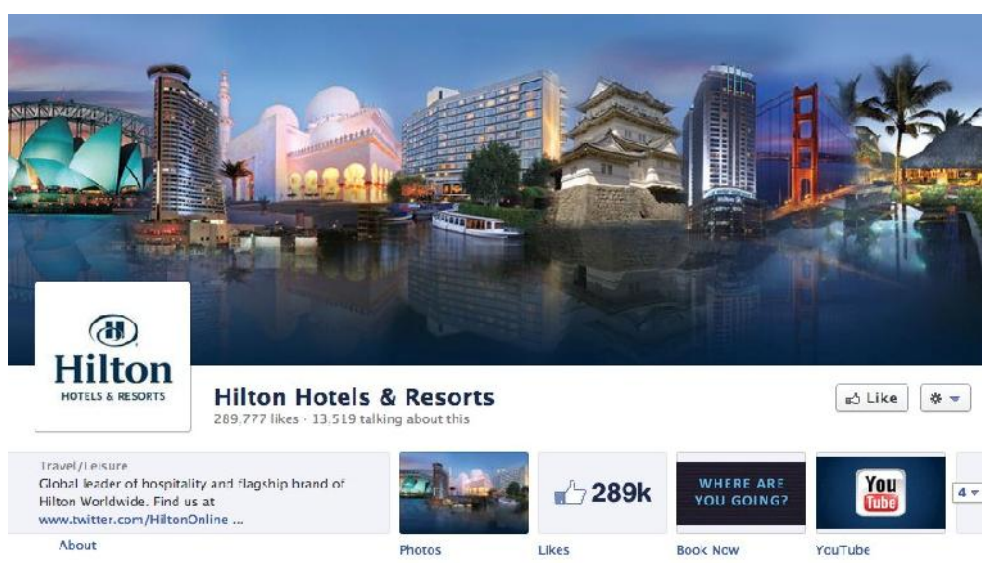 Hilton
HOTELS & RESORTS
Hilton Hotels & Resorts
289,777 likes · 13,519 talking about this
Like
Travel/Leisure
Global leader of hospitality and flagship brand of
Hilton Worldwide. Find us at
www.twitter.com/HiltonOnline ...
About
Photos
289k
Likes
WHERE ARE
YOU GOING?
Book Now
You
Tube
YouTube
4